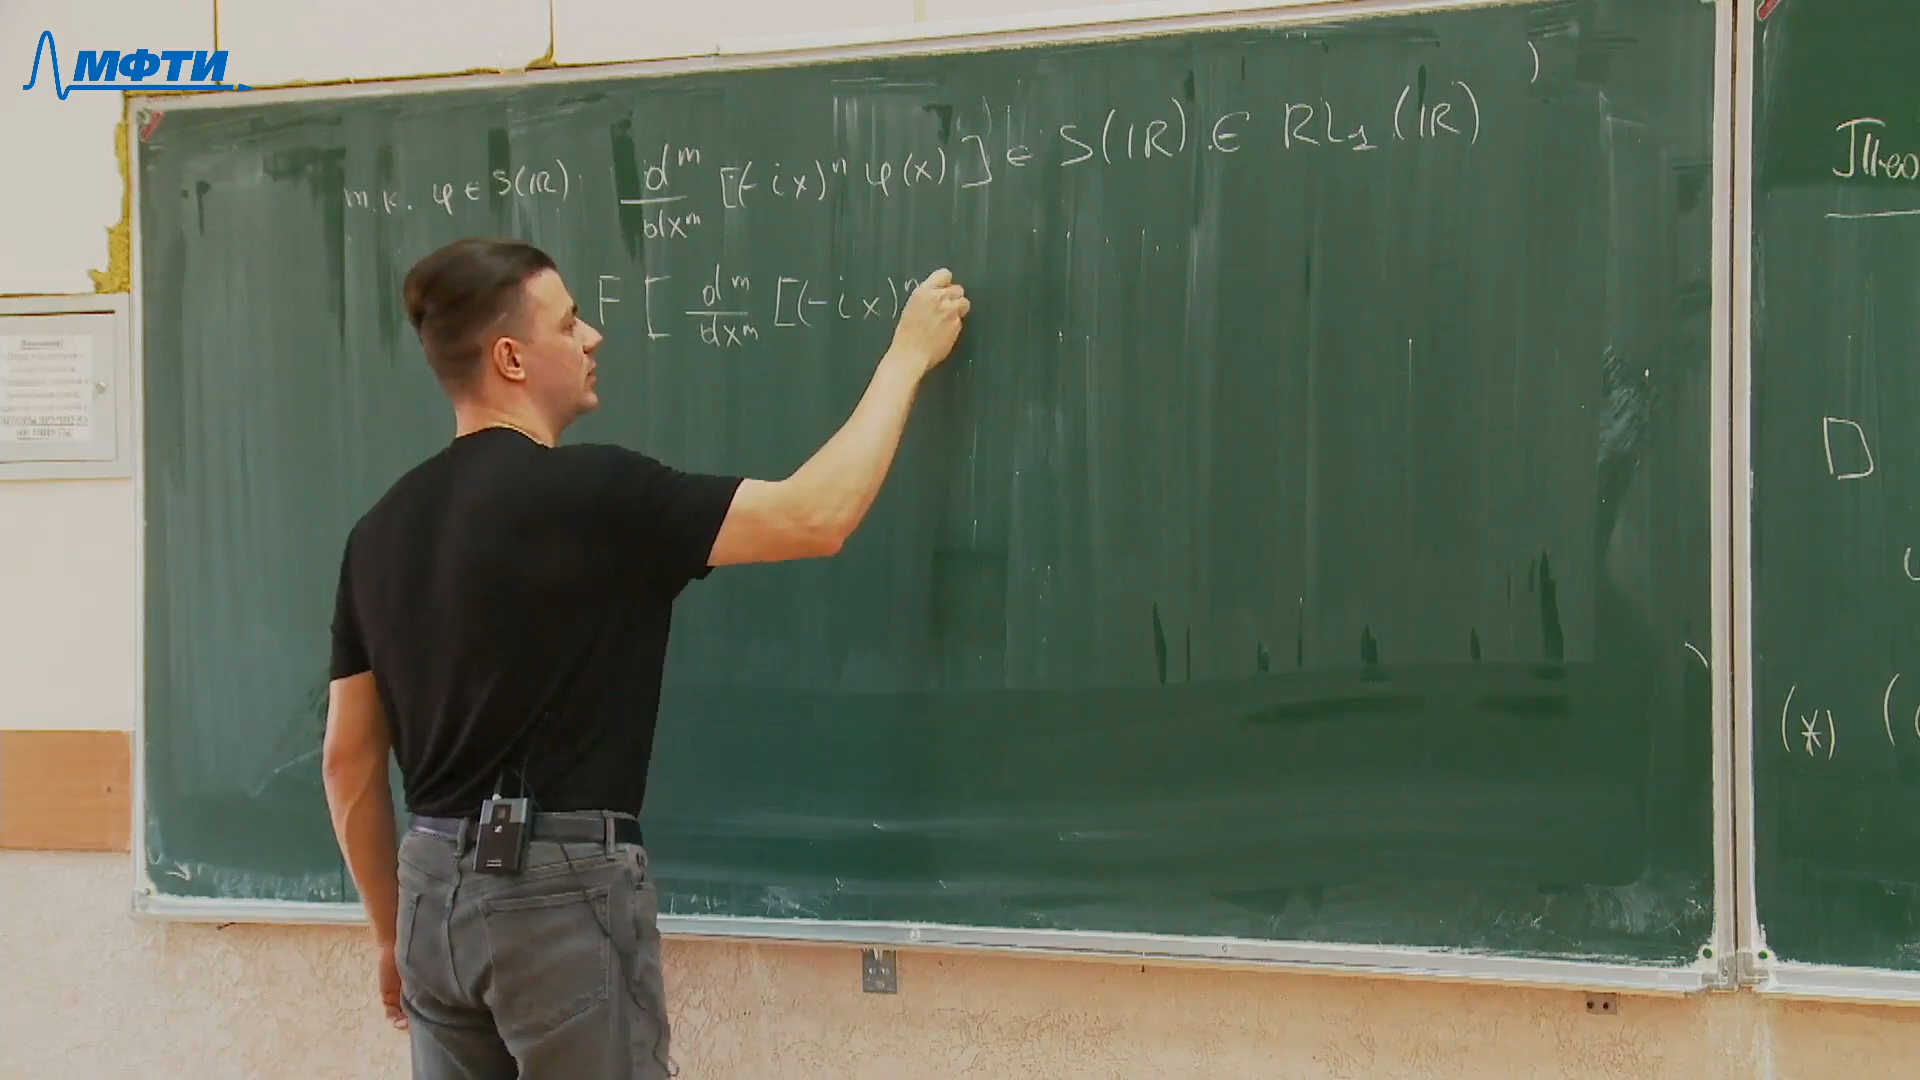 МФТИ
т.к. φ ∈ S(ℝ) d^m/dx^m [(-ix)^n φ(x)] ∈ S(ℝ) ∈ RL₁(ℝ) )
F [ d^m/dx^m [(-ix)^n
D
(*) (